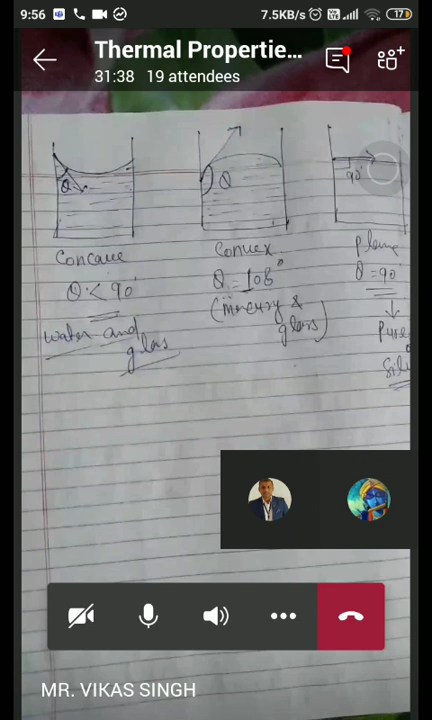 9:56
7.5KB/s
17
Thermal Propertie...
31:38 19 attendees
θ
θ
90°
Concave
Convex
Plane
θ < 90°
θ = 108°
θ = 90°
water and
glass
(Mercury &
glass)
Pure
MR. VIKAS SINGH